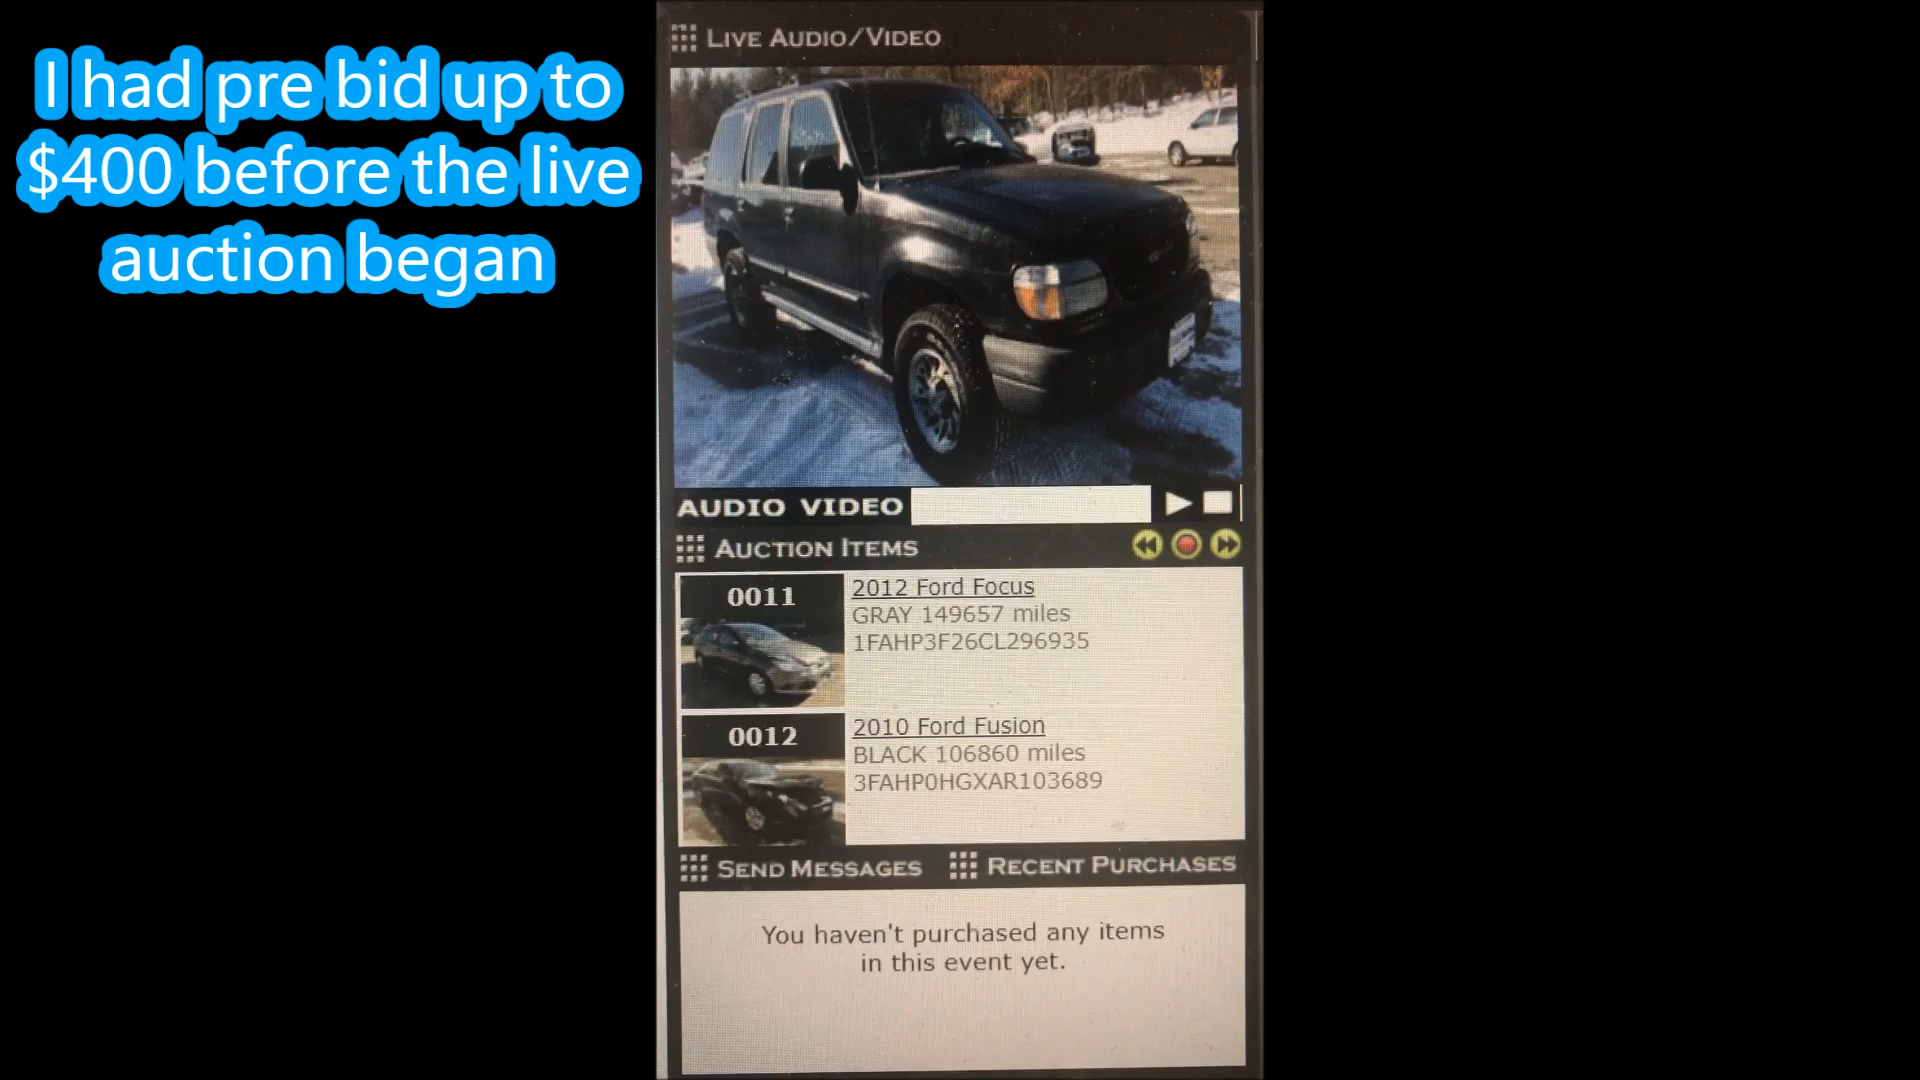 I had pre bid up to
$400 before the live
auction began
LIVE AUDIO/VIDEO
AUDIO VIDEO
AUCTION ITEMS
0011
2012 Ford Focus
GRAY 149657 miles
1FAHP3F26CL296935
0012
2010 Ford Fusion
BLACK 106860 miles
3FAHP0HGXAR103689
SEND MESSAGES
RECENT PURCHASES
You haven't purchased any items
in this event yet.